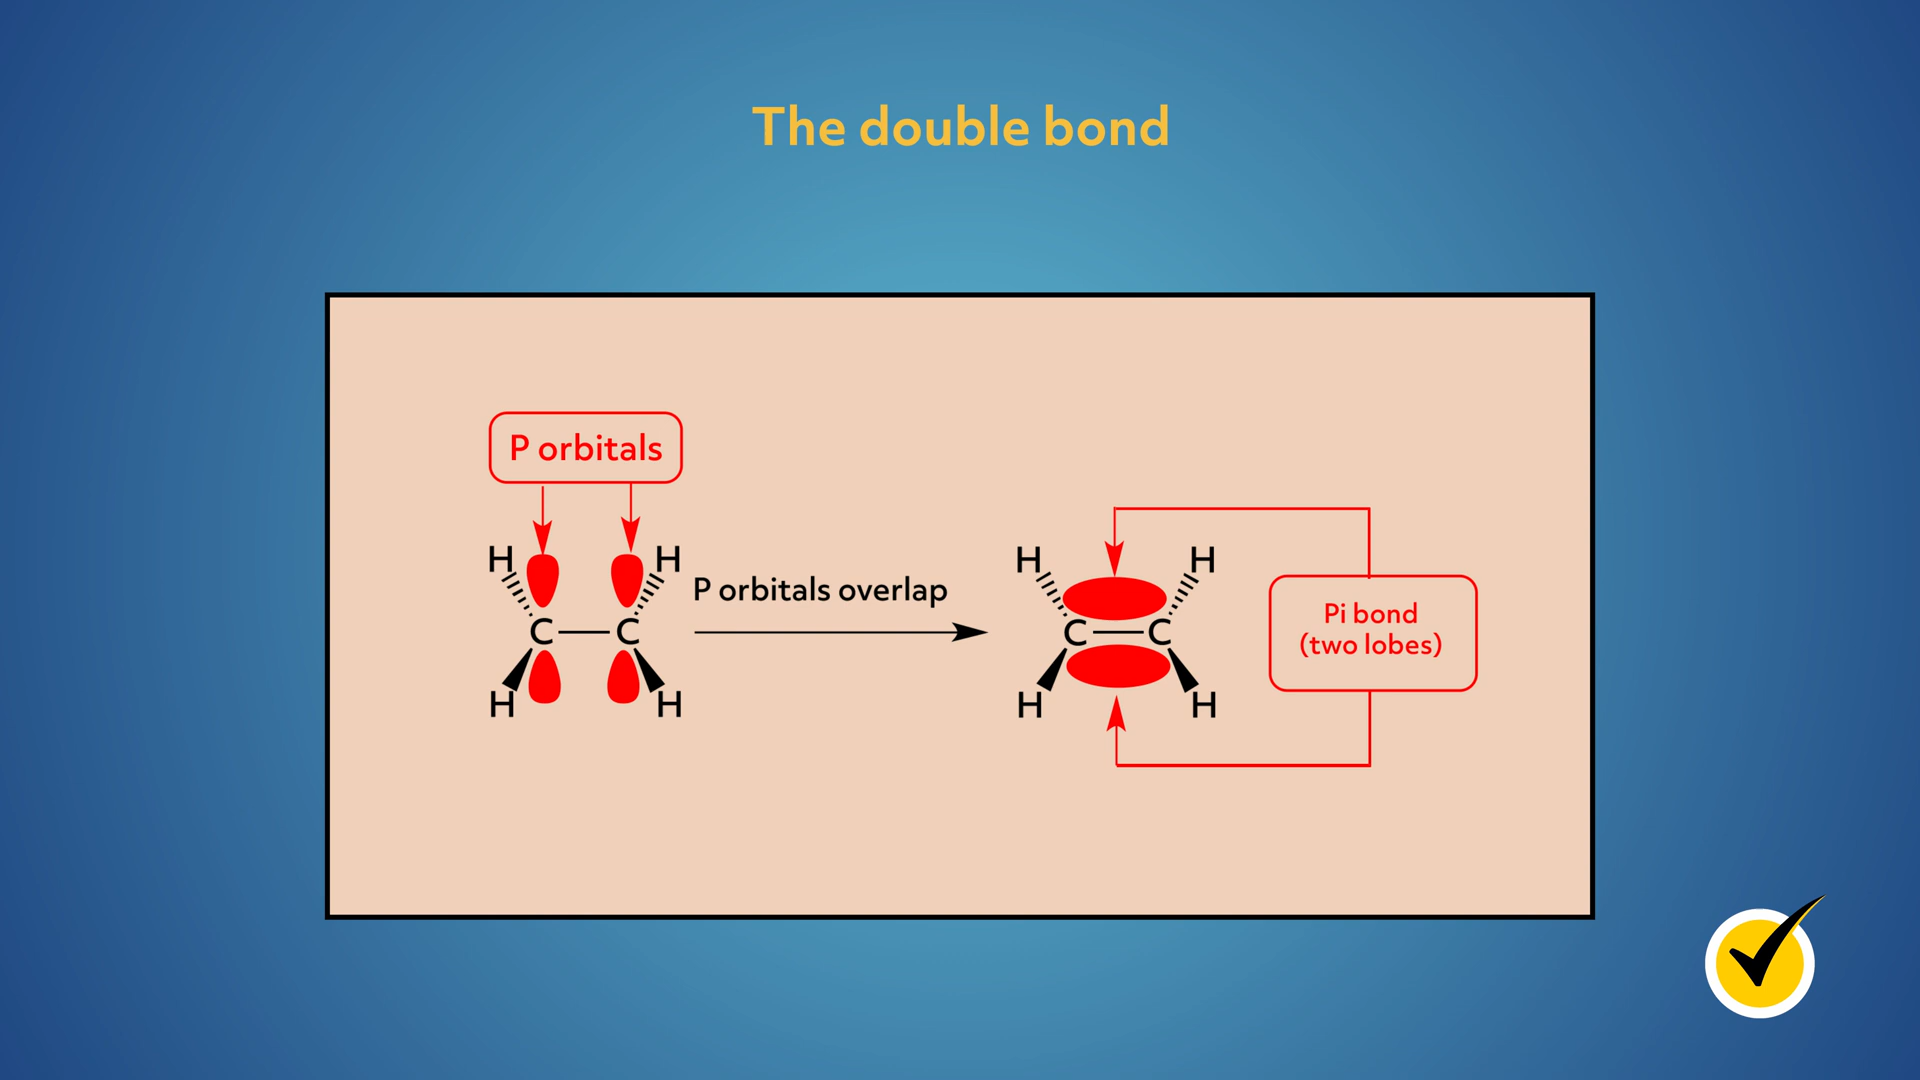 The double bond
P orbitals
H H
P orbitals overlap
C C
H H
H H
C C
H H
Pi bond
(two lobes)